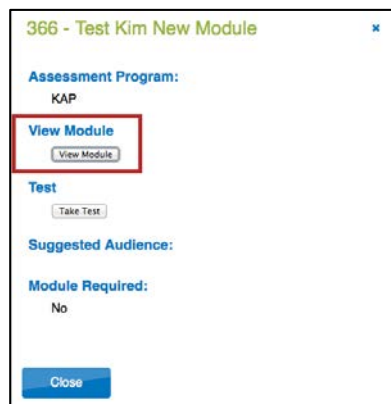 366 - Test Kim New Module ×
Assessment Program:
KAP
View Module
View Module
Test
Take Test
Suggested Audience:
Module Required:
No
Close